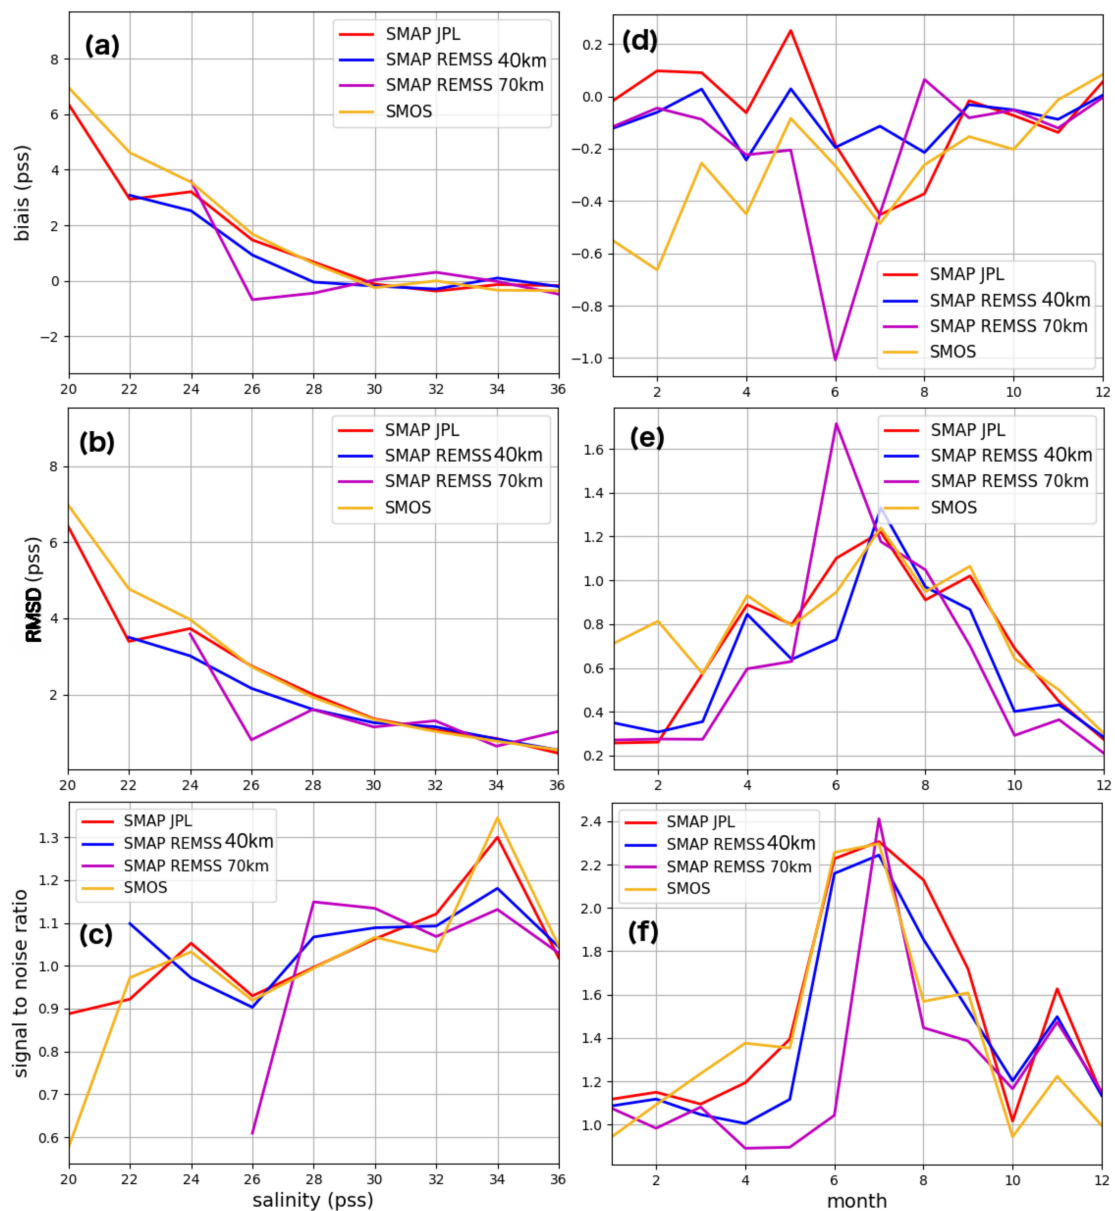 (a)
SMAP JPL
SMAP REMSS 40km
SMAP REMSS 70km
SMOS
biais (pss)
8
6
4
2
0
−2
20 22 24 26 28 30 32 34 36
(d)
0.2
0.0
−0.2
−0.4
−0.6
−0.8
−1.0
SMAP JPL
SMAP REMSS 40km
SMAP REMSS 70km
SMOS
2 4 6 8 10 12
(b)
SMAP JPL
SMAP REMSS 40km
SMAP REMSS 70km
SMOS
RMSD (pss)
8
6
4
2
20 22 24 26 28 30 32 34 36
(e)
SMAP JPL
SMAP REMSS 40km
SMAP REMSS 70km
SMOS
1.6
1.4
1.2
1.0
0.8
0.6
0.4
0.2
2 4 6 8 10 12
SMAP JPL
SMAP REMSS 40km
SMAP REMSS 70km
SMOS
(c)
signal to noise ratio
1.3
1.2
1.1
1.0
0.9
0.8
0.7
0.6
20 22 24 26 28 30 32 34 36
salinity (pss)
SMAP JPL
SMAP REMSS 40km
SMAP REMSS 70km
SMOS
(f)
2.4
2.2
2.0
1.8
1.6
1.4
1.2
1.0
2 4 6 8 10 12
month